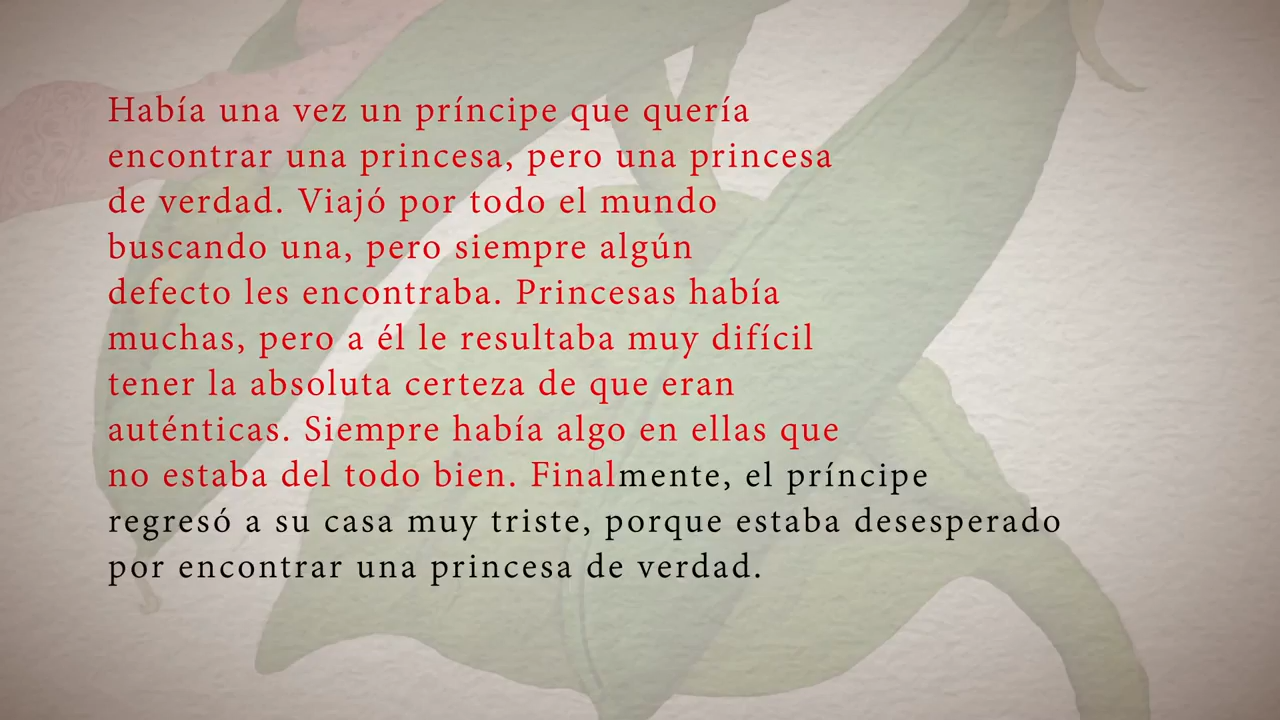 Había una vez un príncipe que quería
encontrar una princesa, pero una princesa
de verdad. Viajó por todo el mundo
buscando una, pero siempre algún
defecto les encontraba. Princesas había
muchas, pero a él le resultaba muy difícil
tener la absoluta certeza de que eran
auténticas. Siempre había algo en ellas que
no estaba del todo bien. Finalmente, el príncipe
regresó a su casa muy triste, porque estaba desesperado
por encontrar una princesa de verdad.